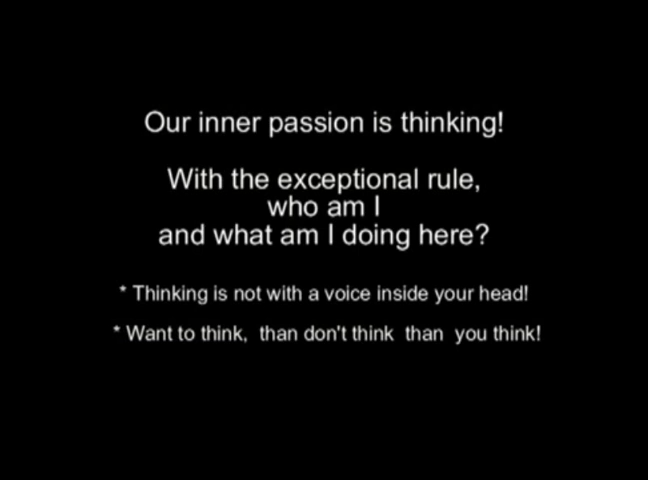 Our inner passion is thinking!
With the exceptional rule,
who am I
and what am I doing here?
* Thinking is not with a voice inside your head!
* Want to think, than don't think than you think!